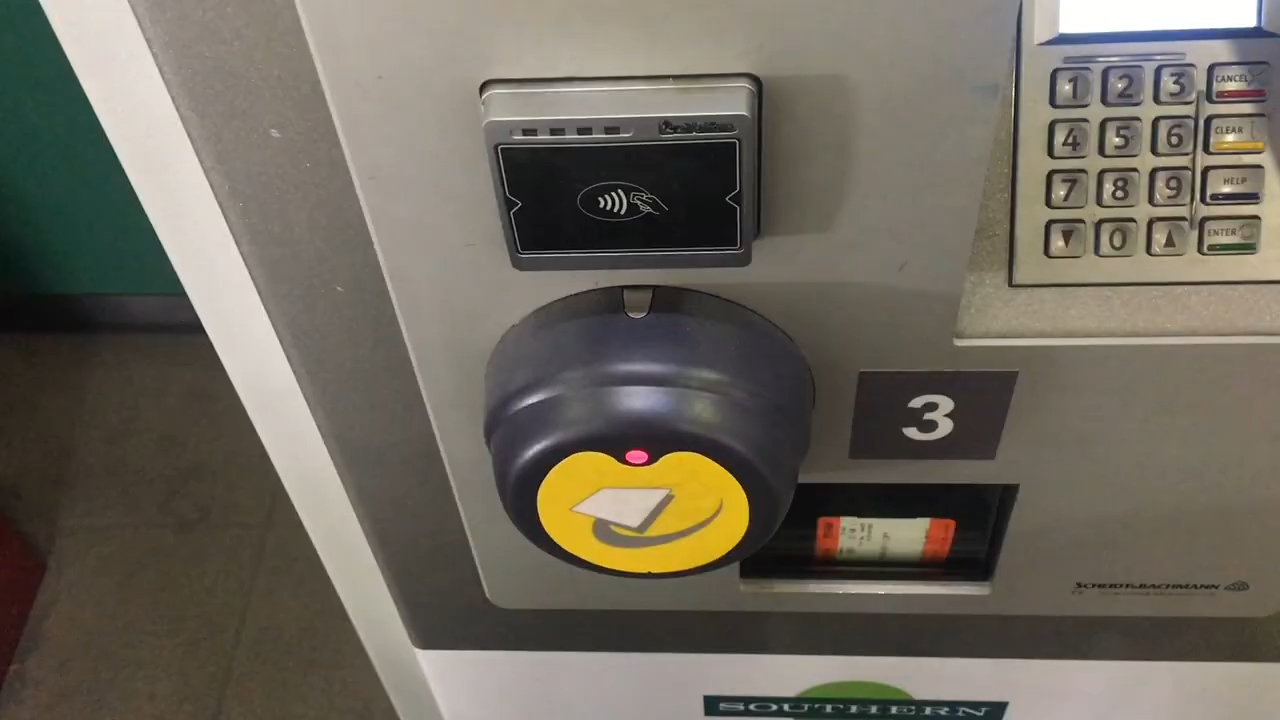 1 2 3 CANCEL
4 5 6 CLEAR
7 8 9 HELP
0 ENTER
3
SCHEIDT&BACHMANN
SOUTHERN